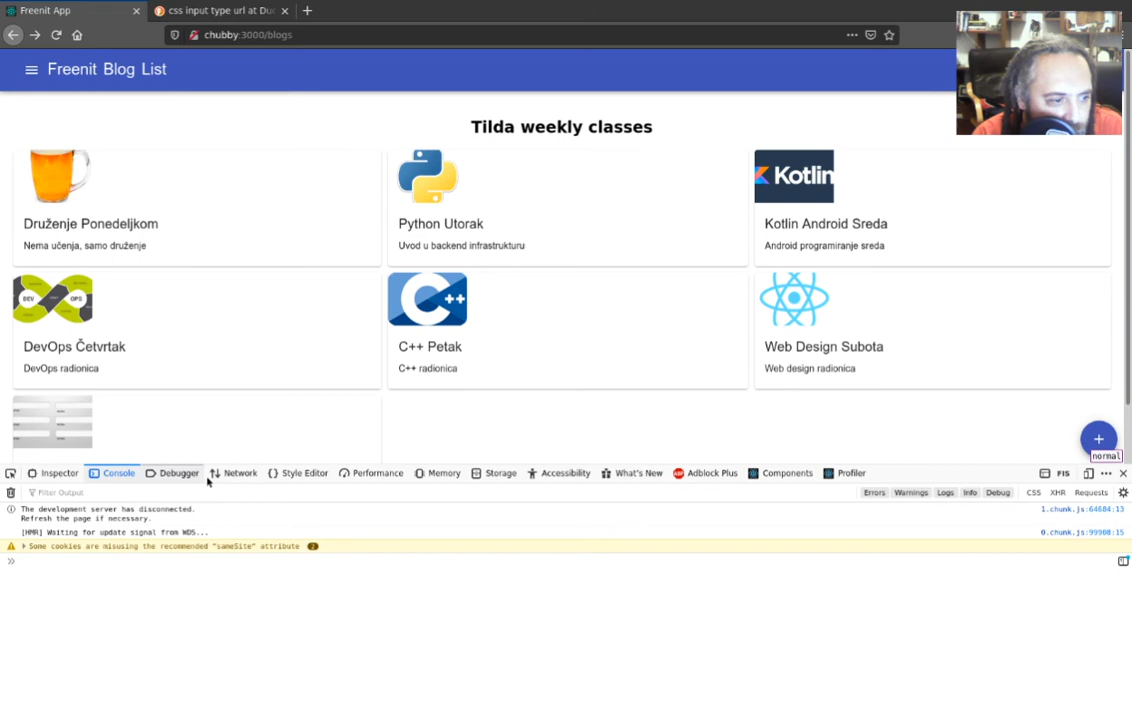 Freenit App
css input type url at Duc
chubby:3000/blogs
Freenit Blog List
Tilda weekly classes
Druženje Ponedeljkom
Nema učenja, samo druženje
Python Utorak
Uvod u backend infrastrukturu
Kotlin
Kotlin Android Sreda
Android programiranje sreda
DEV OPS
DevOps Četvrtak
DevOps radionica
C++
C++ Petak
C++ radionica
Web Design Subota
Web design radionica
+
normal
Inspector Console Debugger Network {} Style Editor Performance Memory Storage Accessibility What's New Adblock Plus Components Profiler FIS
Filter Output Errors Warnings Logs Info Debug CSS XHR Requests
The development server has disconnected. 1.chunk.js:64684:13
Refresh the page if necessary.
[HMR] Waiting for update signal from WDS... 0.chunk.js:99908:15
Some cookies are misusing the recommended "sameSite" attribute 2